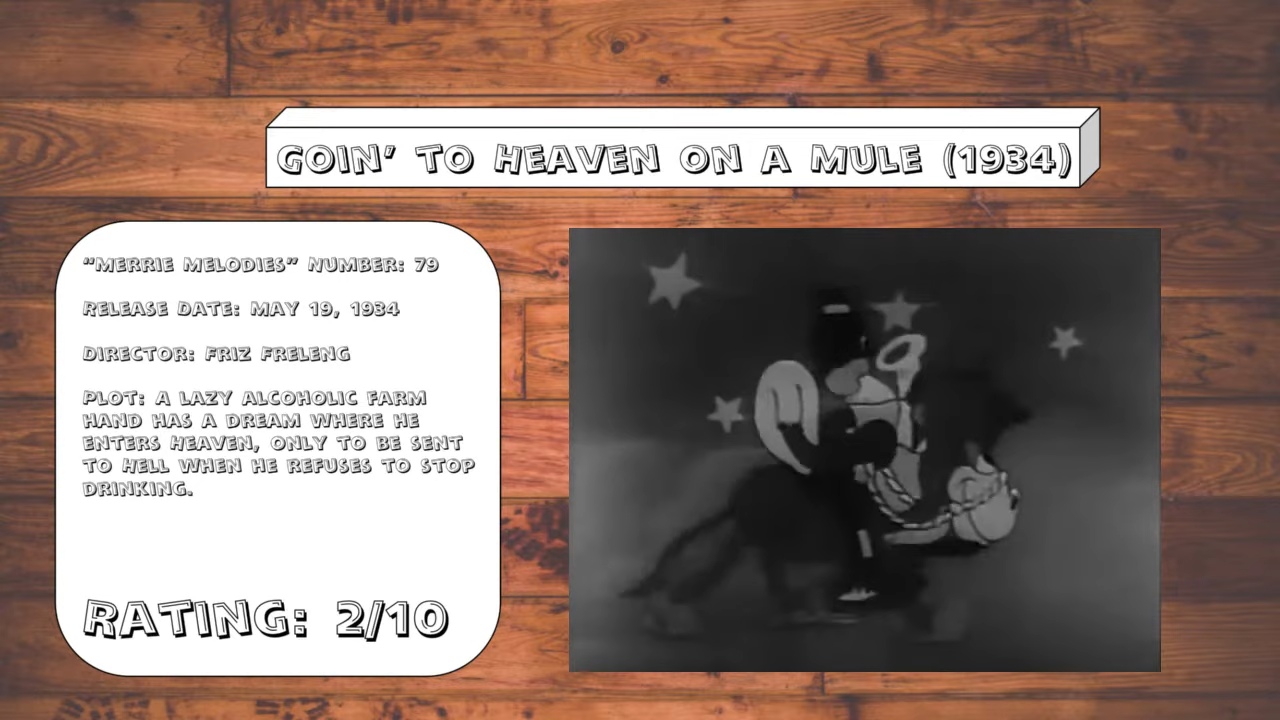 GOIN' TO HEAVEN ON A MULE (1934)
"MERRIE MELODIES" NUMBER: 79
RELEASE DATE: MAY 19, 1934
DIRECTOR: FRIZ FRELENG
PLOT: A LAZY ALCOHOLIC FARM
HAND HAS A DREAM WHERE HE
ENTERS HEAVEN, ONLY TO BE SENT
TO HELL WHEN HE REFUSES TO STOP
DRINKING.
RATING: 2/10